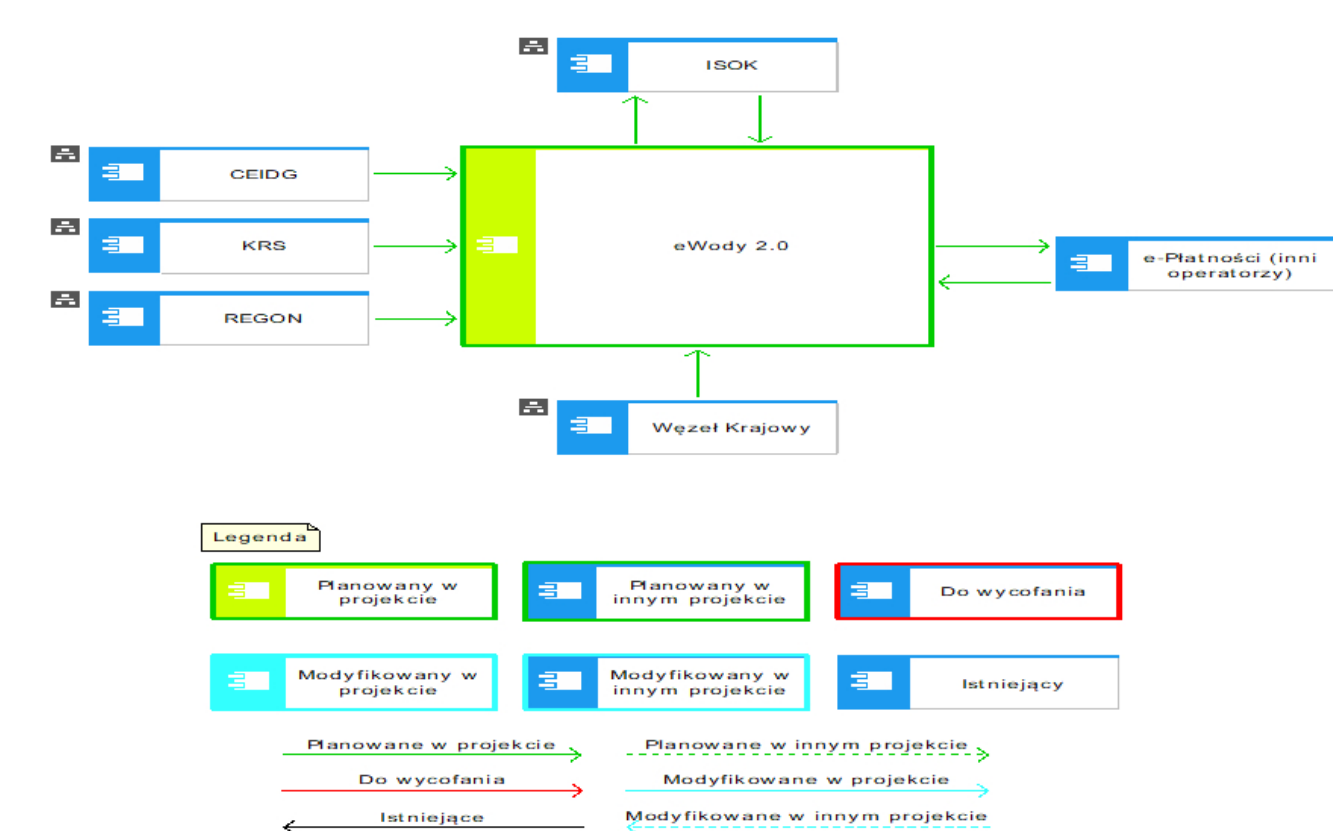 ISOK
CEIDG
KRS
REGON
eWody 2.0
e-Płatności (inni
operatorzy)
Węzeł Krajowy
Legenda
Planowany w
projekcie
Planowany w
innym projekcie
Do wycofania
Modyfikowany w
projekcie
Modyfikowany w
innym projekcie
Istniejący
Planowane w projekcie
Planowane w innym projekcie
Do wycofania
Modyfikowane w projekcie
Istniejące
Modyfikowane w innym projekcie